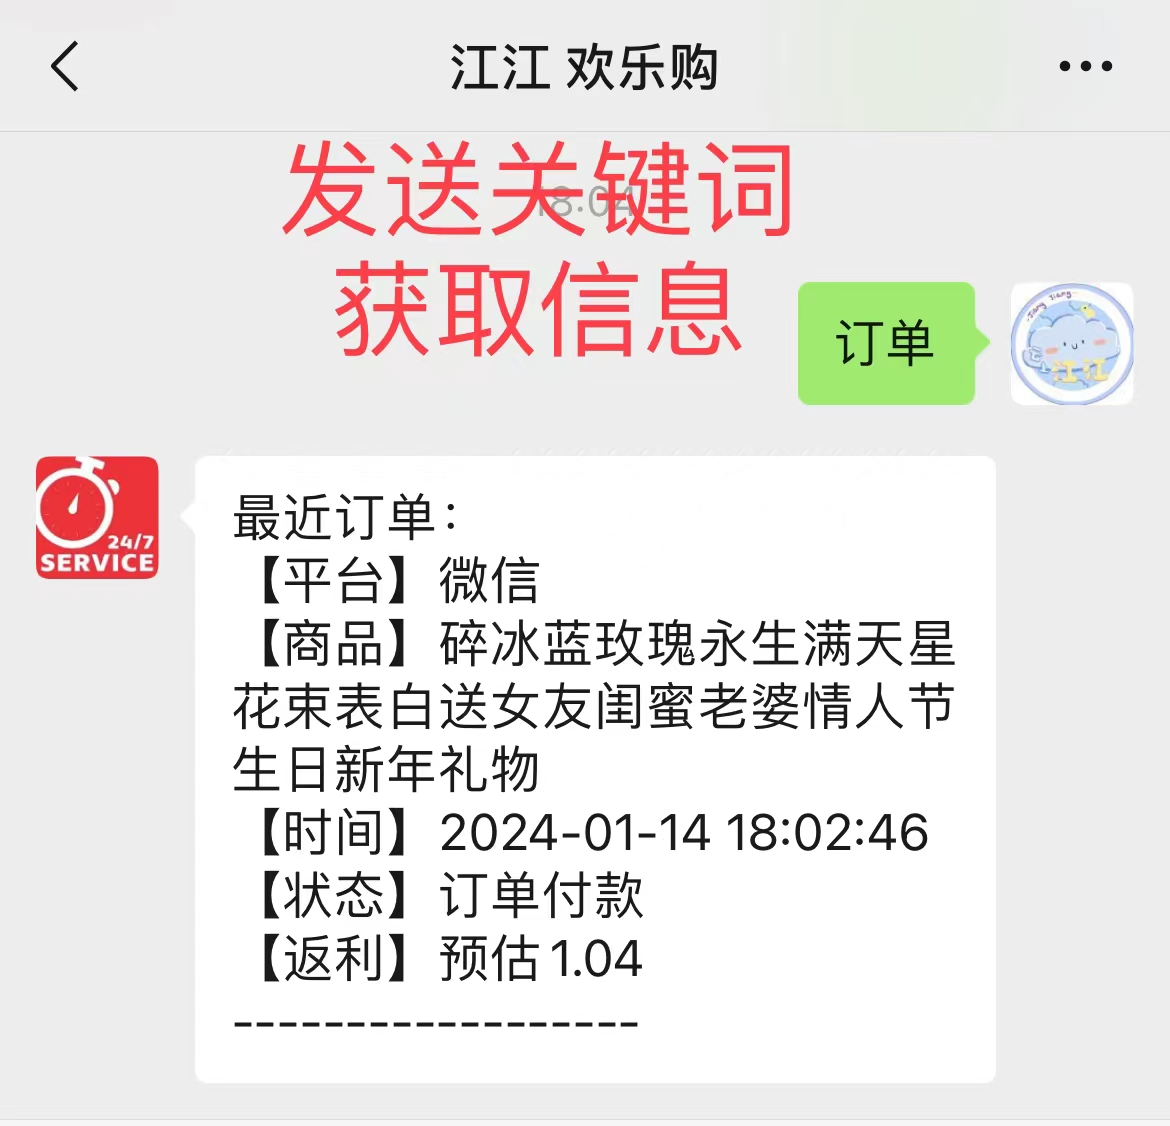 江江 欢乐购
发送关键词
18:04
获取信息
订单
Jiang Jiang
江江
24/7
SERVICE
最近订单：
【平台】微信
【商品】碎冰蓝玫瑰永生满天星
花束表白送女友闺蜜老婆情人节
生日新年礼物
【时间】2024-01-14 18:02:46
【状态】订单付款
【返利】预估1.04
------------------